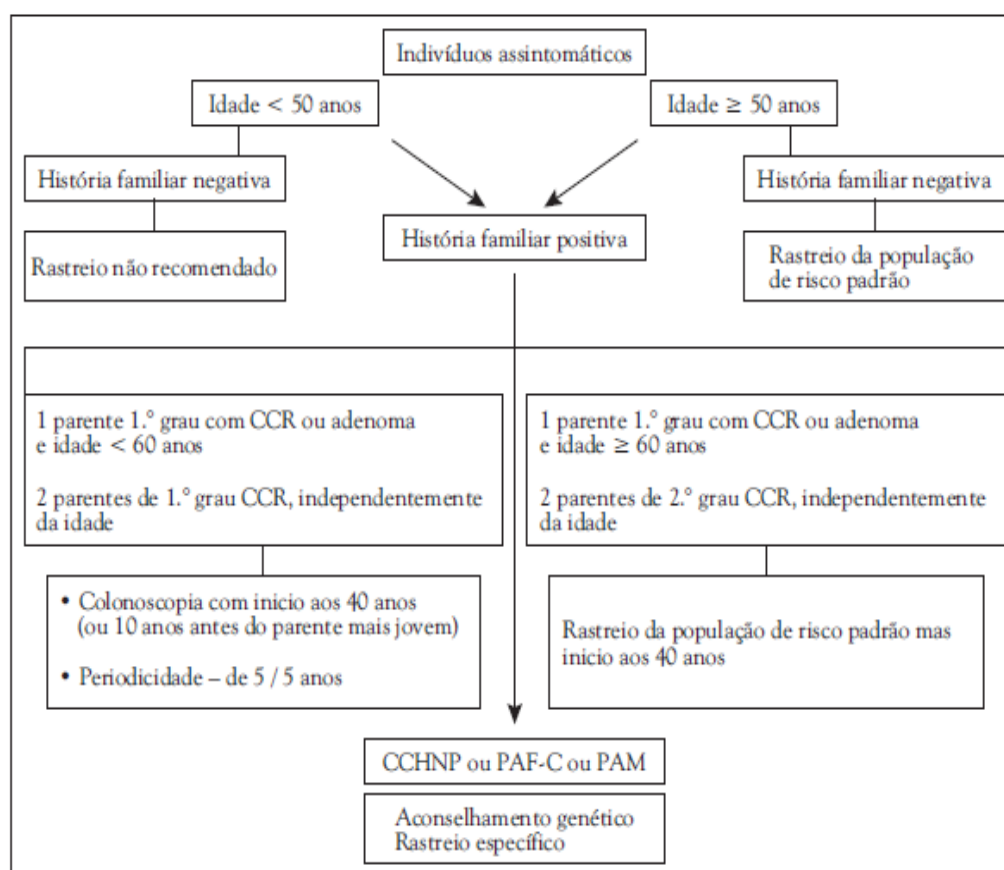 Indivíduos assintomáticos
Idade < 50 anos
Idade ≥ 50 anos
História familiar negativa
História familiar negativa
História familiar positiva
Rastreio não recomendado
Rastreio da população
de risco padrão
1 parente 1.º grau com CCR ou adenoma
e idade < 60 anos
2 parentes de 1.º grau CCR, independentemente
da idade
1 parente 1.º grau com CCR ou adenoma
e idade ≥ 60 anos
2 parentes de 2.º grau CCR, independentemente
da idade
• Colonoscopia com inicio aos 40 anos
(ou 10 anos antes do parente mais jovem)
• Periodicidade – de 5 / 5 anos
Rastreio da população de risco padrão mas
inicio aos 40 anos
CCHNP ou PAF-C ou PAM
Aconselhamento genético
Rastreio específico